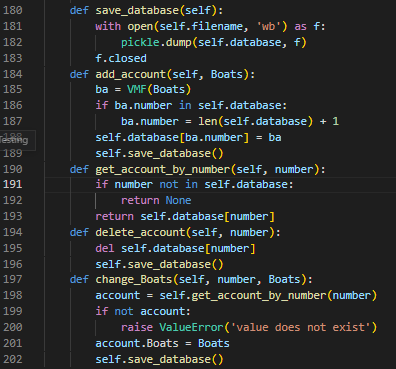 180 def save_database(self):
181 with open(self.filename, 'wb') as f:
182 pickle.dump(self.database, f)
183 f.closed
184 def add_account(self, Boats):
185 ba = VMF(Boats)
186 if ba.number in self.database:
187 ba.number = len(self.database) + 1
188 self.database[ba.number] = ba
Testing
189 self.save_database()
190 def get_account_by_number(self, number):
191 if number not in self.database:
192 return None
193 return self.database[number]
194 def delete_account(self, number):
195 del self.database[number]
196 self.save_database()
197 def change_Boats(self, number, Boats):
198 account = self.get_account_by_number(number)
199 if not account:
200 raise ValueError('value does not exist')
201 account.Boats = Boats
202 self.save_database()